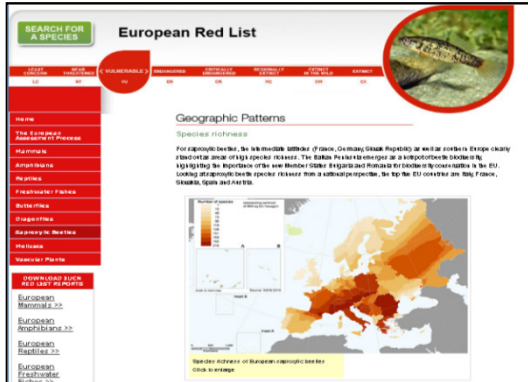 SEARCH FOR
A SPECIES
European Red List
LEAST CONCERN
NEAR THREATENED
< VULNERABLE >
ENDANGERED
CRITICALLY ENDANGERED
REGIONALLY EXTINCT
EXTINCT IN THE WILD
EXTINCT
LC
NT
VU
EN
CR
EX
Home
The European
Assessment Process
Mammals
Amphibians
Reptiles
Freshwater Fishes
Butterflies
Dragonflies
Saproxylic Beetles
Molluscs
Vascular Plants
DOWNLOAD IUCN
RED LIST REPORTS
European
Mammals >>
European
Amphibians >>
European
Reptiles >>
European
Freshwater
Fishes >>
Geographic Patterns
Species richness
For saproxylic beetles, the intermediate latitudes (France, Germany, Slovak Republic) as well as southern Europe clearly
stand out as areas of high species richness. The Balkan Peninsula emerges as a hotspot of beetle biodiversity,
highlighting the importance of the new Member States Bulgaria and Romania for biodiversity conservation in the EU.
Looking at saproxylic beetle species richness from a national perspective, the top five EU countries are Italy, France,
Slovakia, Spain and Austria.
Number of species
A
B
Species richness of European saproxylic beetles
Click to enlarge